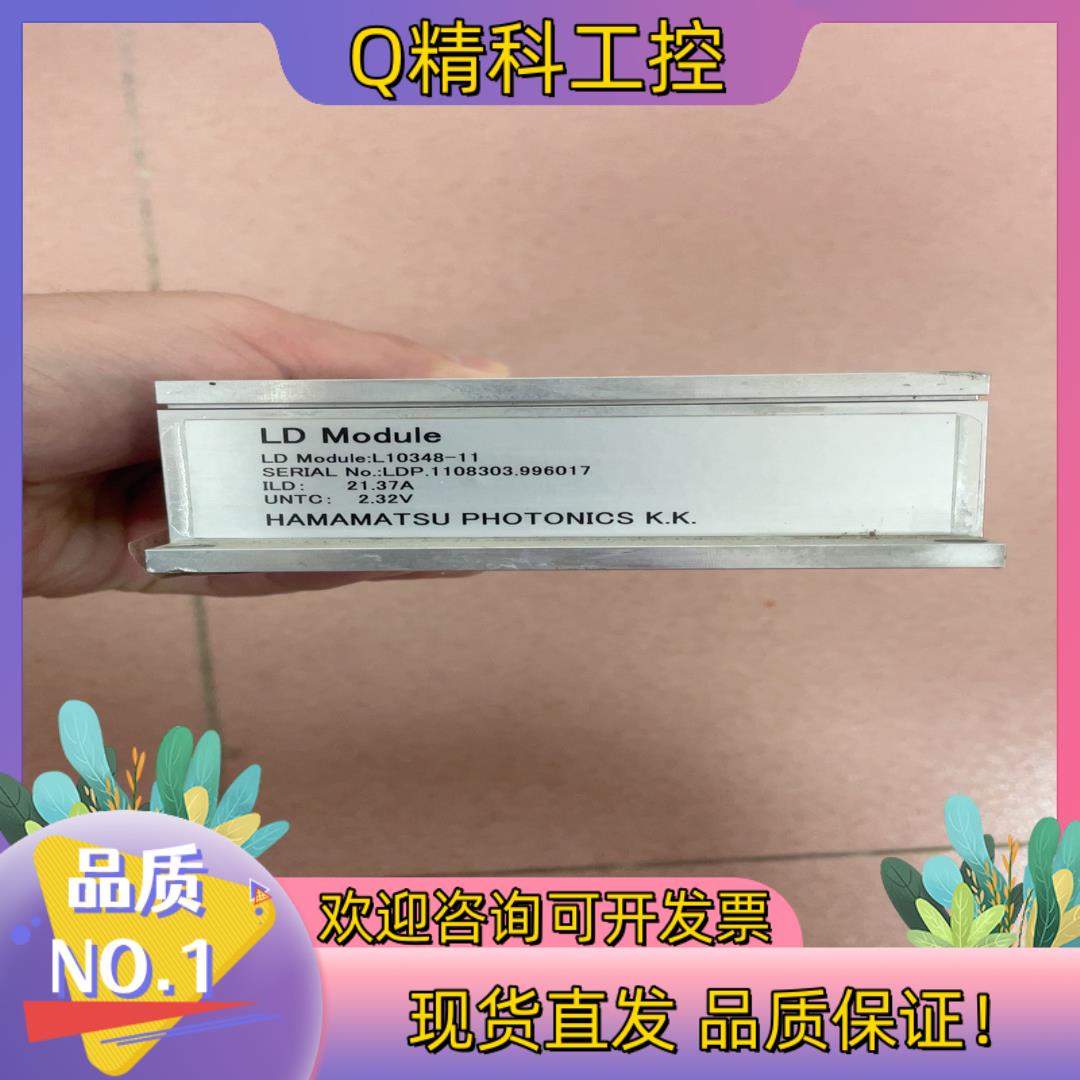 Q精科工控
LD Module
LD Module:L10348-11
SERIAL No.:LDP.1108303.996017
ILD: 21.37A
UNTC: 2.32V
HAMAMATSU PHOTONICS K.K.
品质
NO.1
欢迎咨询可开发票
现货直发 品质保证!